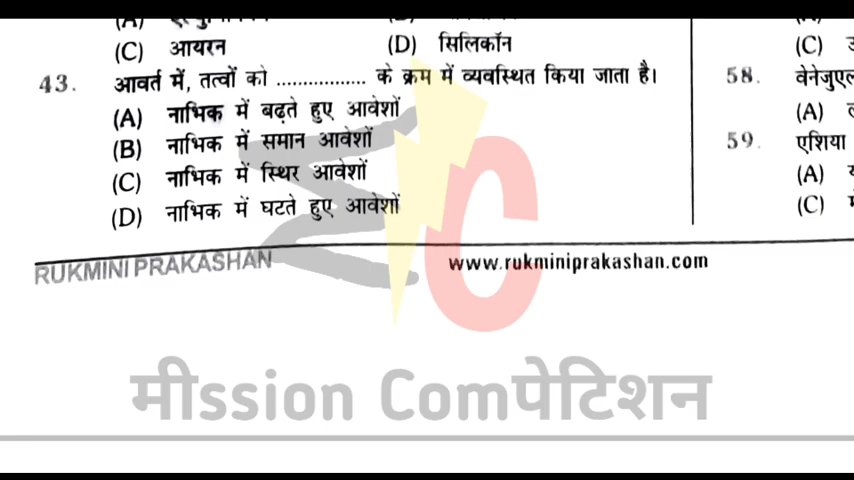 (C) आयरन
(D) सिलिकॉन
43. आवर्त में, तत्वों को ................. के क्रम में व्यवस्थित किया जाता है।
(A) नाभिक में बढ़ते हुए आवेशों
(B) नाभिक में समान आवेशों
(C) नाभिक में स्थिर आवेशों
(D) नाभिक में घटते हुए आवेशों
(C)
58.
(A)
59. एशिया
(A)
(C)
RUKMINI PRAKASHAN
www.rukminiprakashan.com
मीssion Comपेटिशन